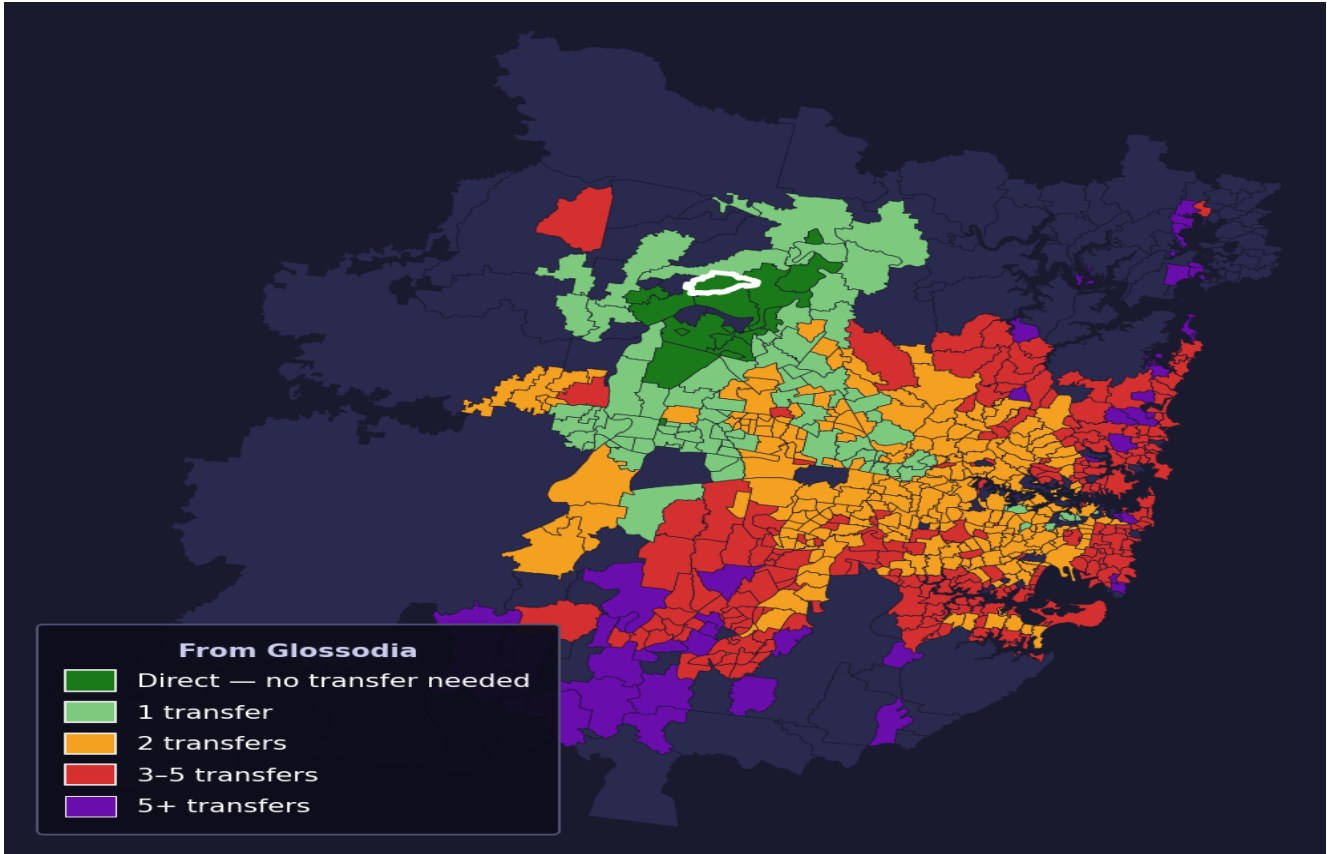 From Glossodia
Direct — no transfer needed
1 transfer
2 transfers
3–5 transfers
5+ transfers